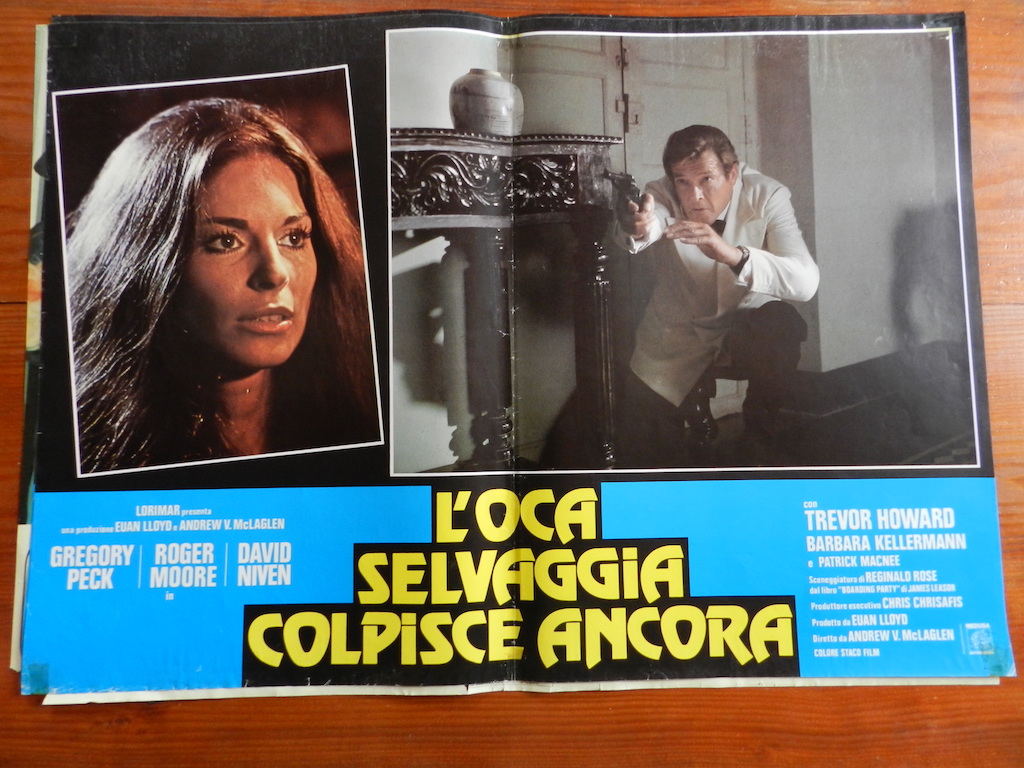 LORIMAR presenta
una produzione EUAN LLOYD e ANDREW V. McLAGLEN
GREGORY PECK
ROGER MOORE
DAVID NIVEN
in
L'OCA
SELVAGGIA
COLPISCE ANCORA
con
TREVOR HOWARD
BARBARA KELLERMANN
e PATRICK MACNEE
Sceneggiatura di REGINALD ROSE
dal libro "BOARDING PARTY" di JAMES LEASOR
Produttore esecutivo CHRIS CHRISAFIS
Prodotto da EUAN LLOYD
Diretto da ANDREW V. McLAGLEN
COLORE STACO FILM